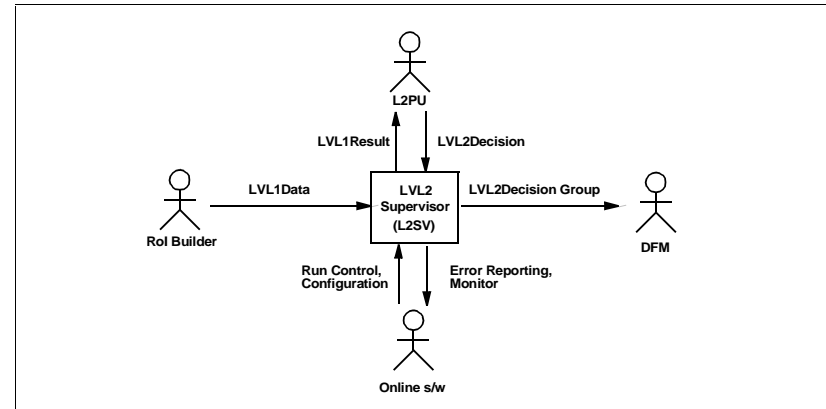 L2PU
LVL1Result
LVL2Decision
LVL1Data
LVL2
Supervisor
(L2SV)
LVL2Decision Group
RoI Builder
DFM
Run Control,
Configuration
Error Reporting,
Monitor
Online s/w